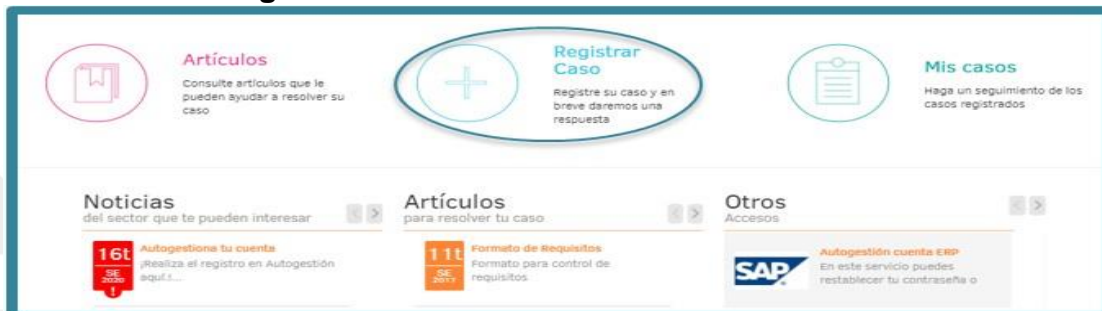 Artículos
Consulte artículos que le
pueden ayudar a resolver su
caso
Registrar
Caso
Registre su caso y en
breve daremos una
respuesta
Mis casos
Haga un seguimiento de los
casos registrados
Noticias
del sector que te pueden interesar
Artículos
para resolver tu caso
Otros
Accesos
16t
SE
2020
Autogestiona tu cuenta
¡Realiza el registro en Autogestión
aquí.!...
11t
SE
2017
Formato de Requisitos
Formato para control de
requisitos
SAP
Autogestión cuenta ERP
En este servicio puedes
restablecer tu contraseña o